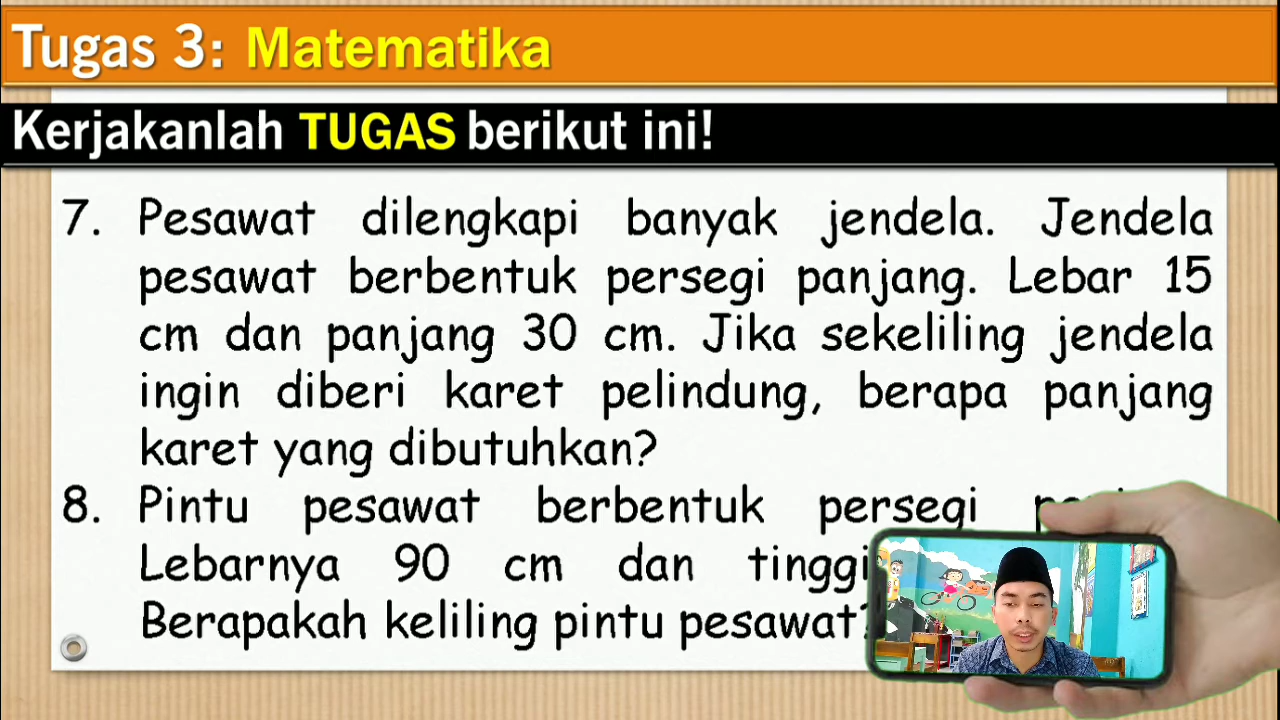 Tugas 3: Matematika
Kerjakanlah TUGAS berikut ini!
7. Pesawat dilengkapi banyak jendela. Jendela
pesawat berbentuk persegi panjang. Lebar 15
cm dan panjang 30 cm. Jika sekeliling jendela
ingin diberi karet pelindung, berapa panjang
karet yang dibutuhkan?
8. Pintu pesawat berbentuk persegi
Lebarnya 90 cm dan tinggi
Berapakah keliling pintu pesawat?